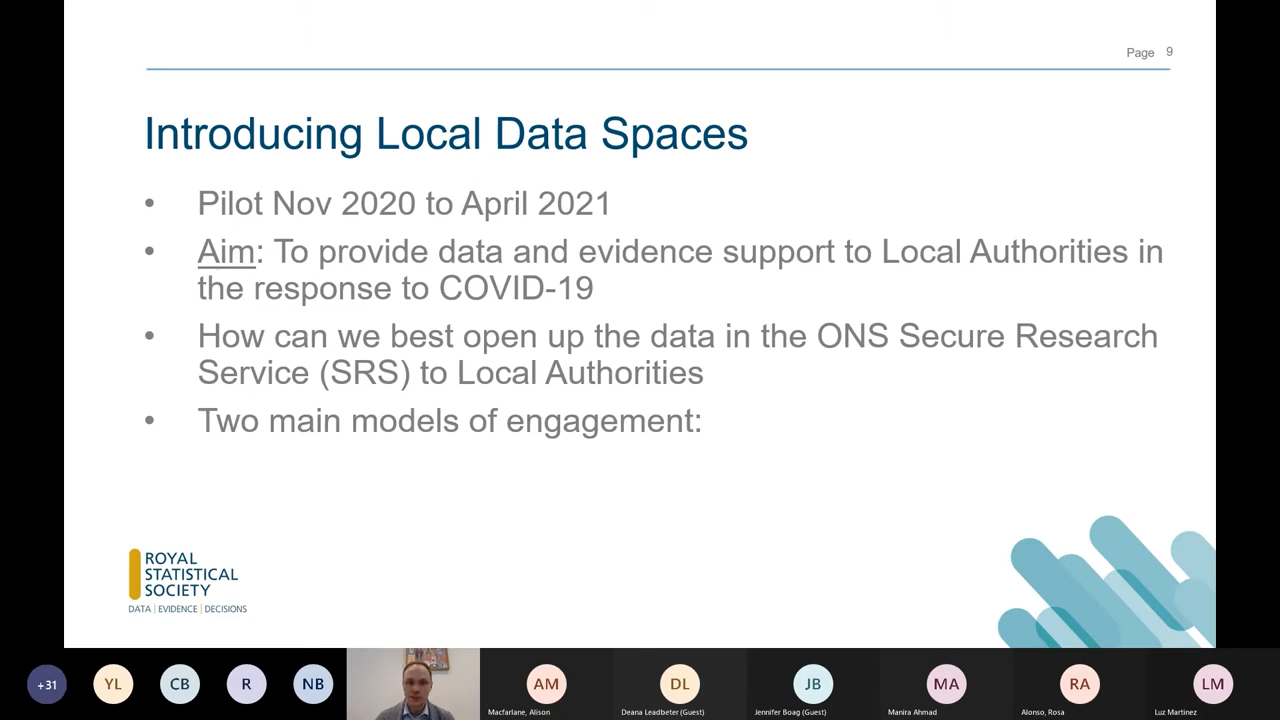 Page 9
Introducing Local Data Spaces
• Pilot Nov 2020 to April 2021
• Aim: To provide data and evidence support to Local Authorities in
the response to COVID-19
• How can we best open up the data in the ONS Secure Research
Service (SRS) to Local Authorities
• Two main models of engagement:
ROYAL
STATISTICAL
SOCIETY
DATA | EVIDENCE | DECISIONS
+31
YL
CB
R
NB
AM
DL
JB
MA
RA
LM
Macfarlane, Alison
Deana Leadbeter (Guest)
Jennifer Boag (Guest)
Manira Ahmad
Alonso, Rosa
Luz Martinez